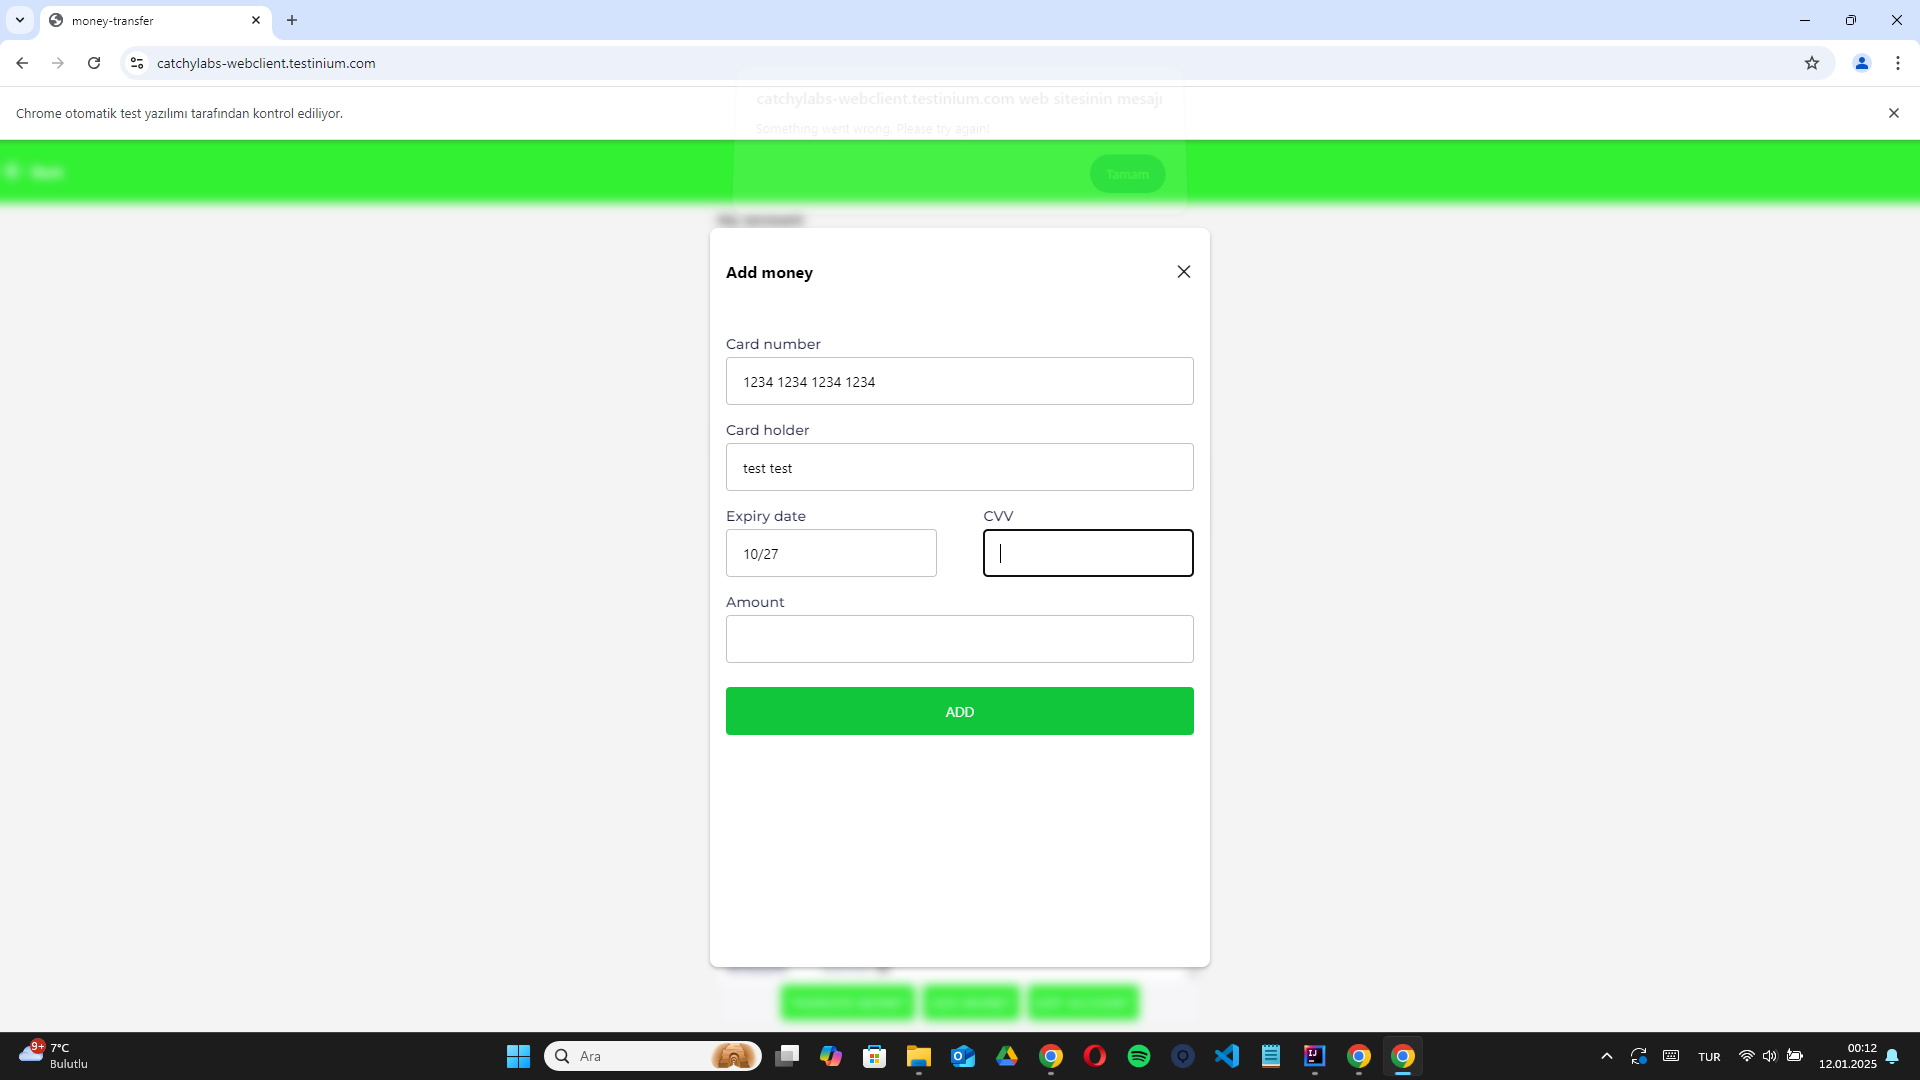 money-transfer
catchylabs-webclient.testinium.com
catchylabs-webclient.testinium.com web sitesinin mesajı
Chrome otomatik test yazılımı tarafından kontrol ediliyor.
Something went wrong. Please try again!
Tamam
My account
Add money
Card number
1234 1234 1234 1234
Card holder
test test
Expiry date
CVV
10/27
Amount
ADD
9+
7°C
Bulutlu
Ara
TUR
00:12
12.01.2025